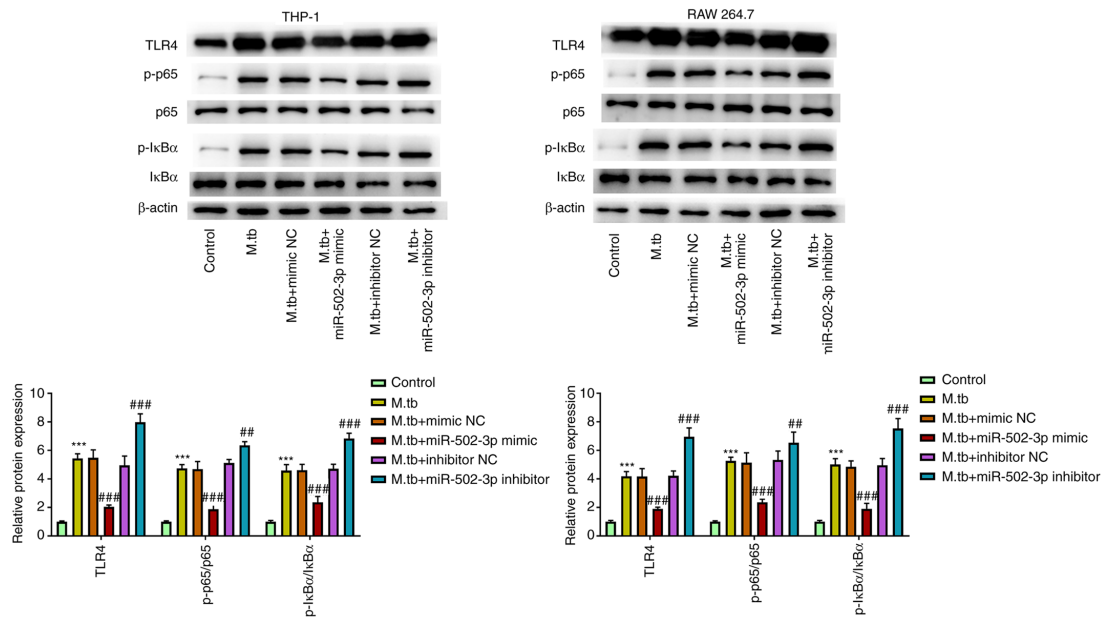 THP-1
TLR4
p-p65
p65
p-IκBα
IκBα
β-actin
Control
M.tb
M.tb+mimic NC
M.tb+
miR-502-3p mimic
M.tb+inhibitor NC
M.tb+
miR-502-3p inhibitor
RAW 264.7
TLR4
p-p65
p65
p-IκBα
IκBα
β-actin
Control
M.tb
M.tb+mimic NC
M.tb+
miR-502-3p mimic
M.tb+inhibitor NC
M.tb+
miR-502-3p inhibitor
Relative protein expression
10
8
6
4
2
0
***
###
###
***
###
##
***
###
###
TLR4
p-p65/p65
p-IκBα/IκBα
Control
M.tb
M.tb+mimic NC
M.tb+miR-502-3p mimic
M.tb+inhibitor NC
M.tb+miR-502-3p inhibitor
Relative protein expression
10
8
6
4
2
0
***
###
###
***
###
##
***
###
###
TLR4
p-p65/p65
p-IκBα/IκBα
Control
M.tb
M.tb+mimic NC
M.tb+miR-502-3p mimic
M.tb+inhibitor NC
M.tb+miR-502-3p inhibitor